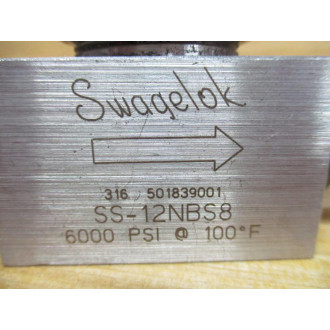 Swagelok
316 501839001
SS-12NBS8
6000 PSI @ 100°F